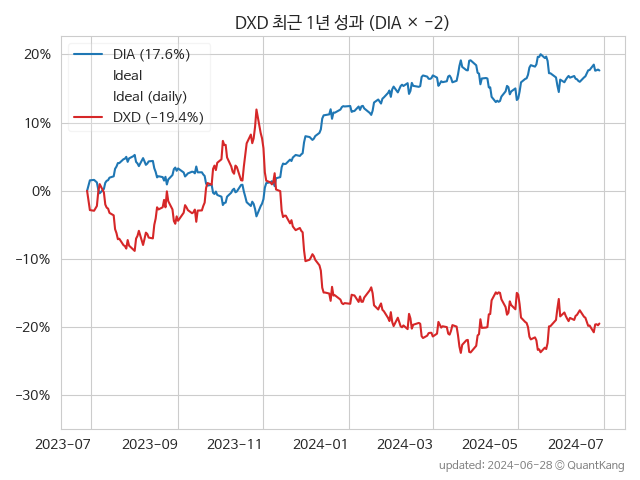 DXD 최근 1년 성과 (DIA × −2)
DIA (17.6%)
Ideal
Ideal (daily)
DXD (−19.4%)
20%
10%
0%
−10%
−20%
−30%
2023-07
2023-09
2023-11
2024-01
2024-03
2024-05
2024-07
updated: 2024-06-28 © QuantKang